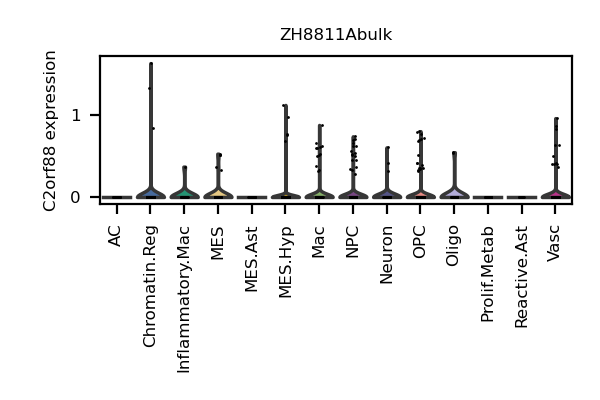 ZH8811Abulk
C2orf88 expression
1
0
AC
Chromatin.Reg
Inflammatory.Mac
MES
MES.Ast
MES.Hyp
Mac
NPC
Neuron
OPC
Oligo
Prolif.Metab
Reactive.Ast
Vasc